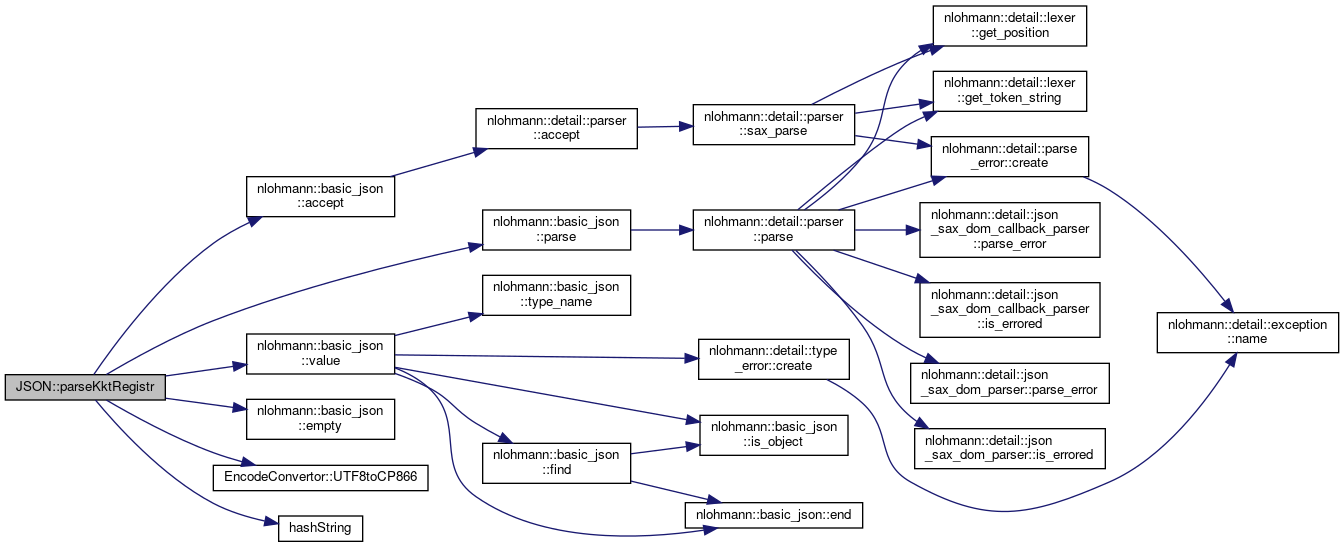 JSON::parseKktRegistr
nlohmann::basic_json
::accept
nlohmann::detail::parser
::accept
nlohmann::detail::parser
::sax_parse
nlohmann::detail::lexer
::get_position
nlohmann::detail::lexer
::get_token_string
nlohmann::detail::parse
_error::create
nlohmann::detail::exception
::name
nlohmann::basic_json
::parse
nlohmann::detail::parser
::parse
nlohmann::detail::json
_sax_dom_callback_parser
::parse_error
nlohmann::detail::json
_sax_dom_callback_parser
::is_errored
nlohmann::detail::json
_sax_dom_parser::parse_error
nlohmann::detail::json
_sax_dom_parser::is_errored
nlohmann::basic_json
::value
nlohmann::basic_json
::type_name
nlohmann::detail::type
_error::create
nlohmann::basic_json
::is_object
nlohmann::basic_json
::find
nlohmann::basic_json::end
nlohmann::basic_json
::empty
EncodeConvertor::UTF8toCP866
hashString